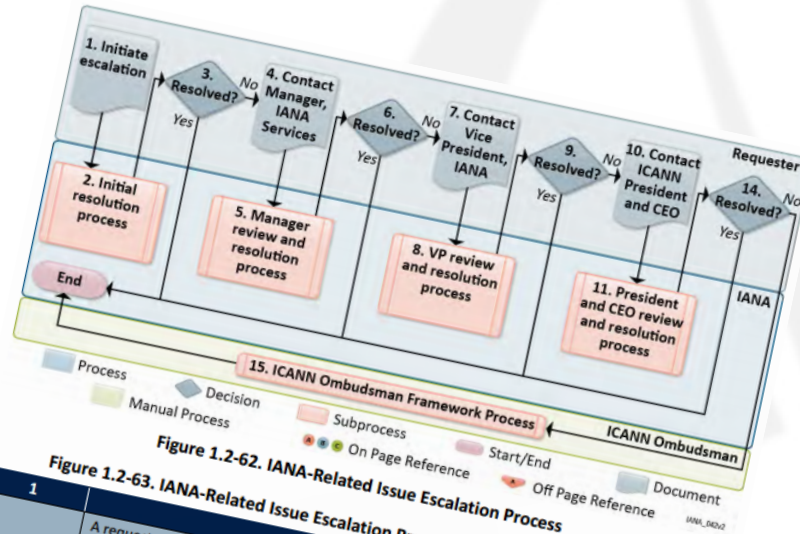 1. Initiate
escalation
3.
Resolved?
No
Yes
4. Contact
Manager,
IANA
Services
6.
Resolved?
No
Yes
7. Contact
Vice
President,
IANA
9.
Resolved?
No
Yes
10. Contact
ICANN
President
and CEO
Requester
14.
Resolved?
No
Yes
2. Initial
resolution
process
5. Manager
review and
resolution
process
8. VP review
and resolution
process
11. President
and CEO review
and resolution
process
IANA
End
15. ICANN Ombudsman Framework Process
ICANN Ombudsman
Process
Decision
Subprocess
Start/End
Document
Manual Process
On Page Reference
Off Page Reference
IANA_042v2
Figure 1.2-62. IANA-Related Issue Escalation Process
Figure 1.2-63. IANA-Related Issue Escalation
1
A